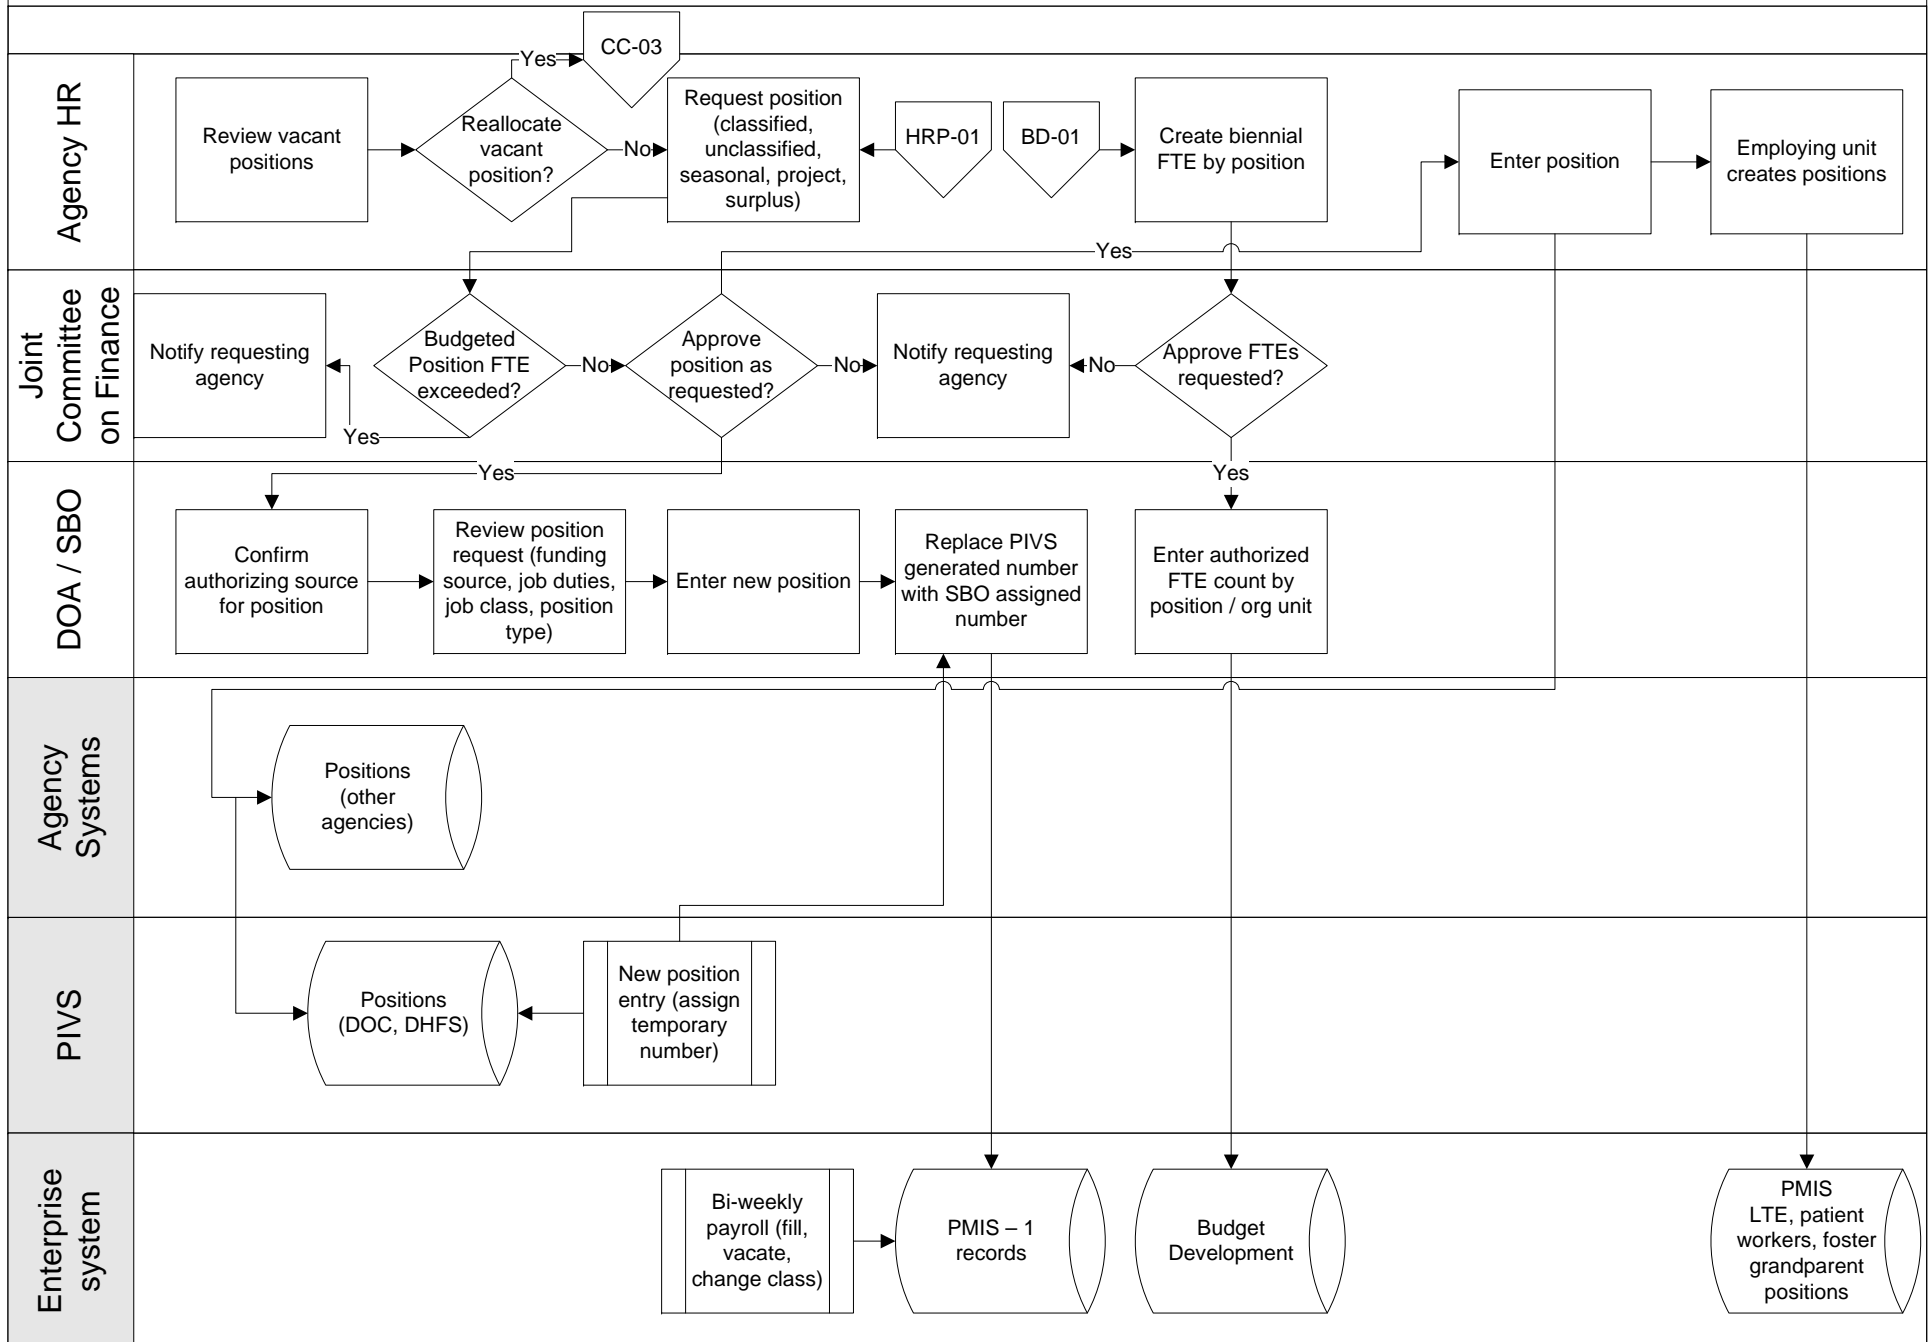 Agency HR
Review vacant
positions
Reallocate
vacant
position?
Yes
CC-03
No
Request position
(classified,
unclassified,
seasonal, project,
surplus)
HRP-01
BD-01
Create biennial
FTE by position
Enter position
Employing unit
creates positions
Yes
Joint
Committee
on Finance
Notify requesting
agency
Yes
Budgeted
Position FTE
exceeded?
No
Approve
position as
requested?
No
Notify requesting
agency
No
Approve FTEs
requested?
Yes
Yes
DOA / SBO
Confirm
authorizing source
for position
Review position
request (funding
source, job duties,
job class, position
type)
Enter new position
Replace PIVS
generated number
with SBO assigned
number
Enter authorized
FTE count by
position / org unit
Agency
Systems
Positions
(other
agencies)
PIVS
Positions
(DOC, DHFS)
New position
entry (assign
temporary
number)
Enterprise
system
Bi-weekly
payroll (fill,
vacate,
change class)
PMIS – 1
records
Budget
Development
PMIS
LTE, patient
workers, foster
grandparent
positions